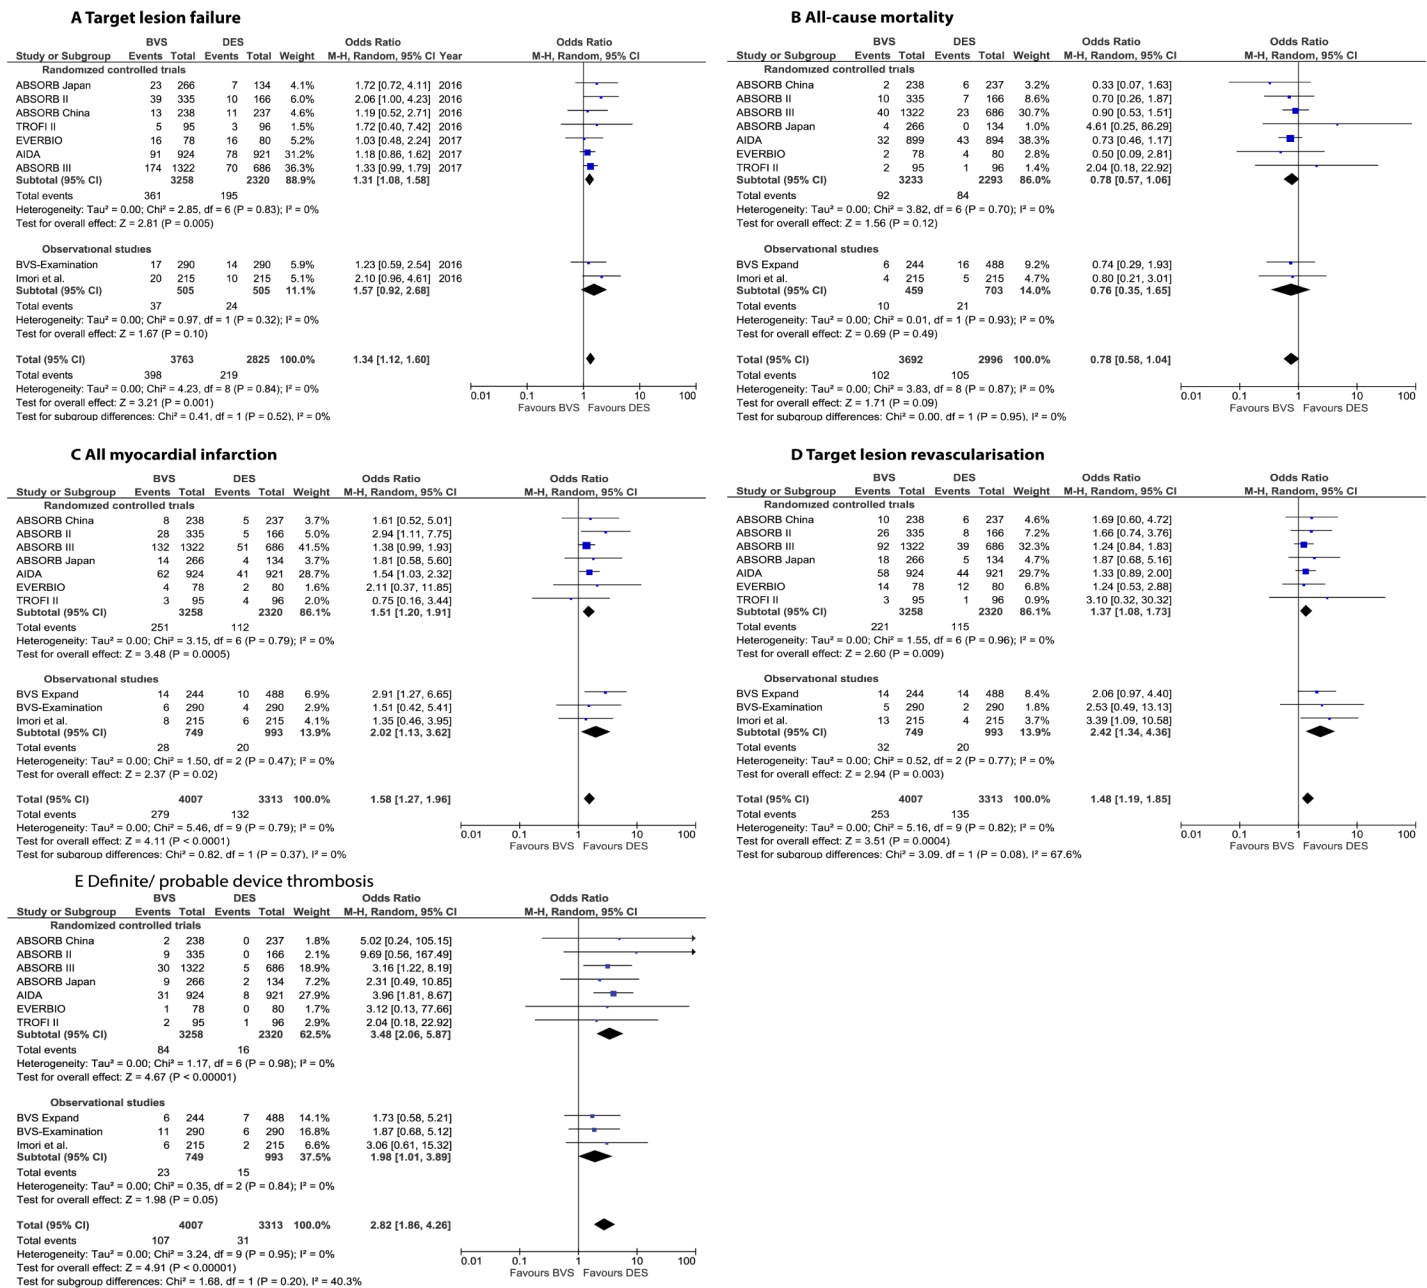 A Target lesion failure
BVS DES Odds Ratio Odds Ratio
Study or Subgroup Events Total Events Total Weight M-H, Random, 95% CI Year M-H, Random, 95% CI
Randomized controlled trials
ABSORB Japan 23 266 7 134 4.1% 1.72 [0.72, 4.11] 2016
ABSORB II 39 335 10 166 6.0% 2.06 [1.00, 4.23] 2016
ABSORB China 13 238 11 237 4.6% 1.19 [0.52, 2.71] 2016
TROFI II 5 95 3 96 1.5% 1.72 [0.40, 7.42] 2016
EVERBIO 16 78 16 80 5.1% 1.03 [0.48, 2.24] 2017
AIDA 91 924 78 921 31.2% 1.18 [0.86, 1.62] 2017
ABSORB III 174 1322 70 686 36.3% 1.33 [0.99, 1.79] 2017
Subtotal (95% CI) 3258 2320 88.9% 1.31 [1.08, 1.58]
Total events 361 195
Heterogeneity: Tau² = 0.00; Chi² = 2.85, df = 6 (P = 0.83); I² = 0%
Test for overall effect: Z = 2.81 (P = 0.005)
Observational studies
BVS-Examination 17 290 14 290 5.9% 1.23 [0.59, 2.54] 2016
Imori et al. 20 215 10 215 5.1% 2.10 [0.96, 4.61] 2016
Subtotal (95% CI) 505 505 11.1% 1.57 [0.92, 2.68]
Total events 37 24
Heterogeneity: Tau² = 0.00; Chi² = 0.97, df = 1 (P = 0.32); I² = 0%
Test for overall effect: Z = 1.67 (P = 0.10)
Total (95% CI) 3763 2825 100.0% 1.34 [1.12, 1.60]
Total events 398 219
Heterogeneity: Tau² = 0.00; Chi² = 4.23, df = 8 (P = 0.84); I² = 0%
Test for overall effect: Z = 3.21 (P = 0.001)
Test for subgroup differences: Chi² = 0.41, df = 1 (P = 0.52), I² = 0%
0.01 0.1 1 10 100
Favours BVS Favours DES
B All-cause mortality
BVS DES Odds Ratio Odds Ratio
Study or Subgroup Events Total Events Total Weight M-H, Random, 95% CI M-H, Random, 95% CI
Randomized controlled trials
ABSORB China 2 238 6 237 3.2% 0.33 [0.07, 1.63]
ABSORB II 10 335 7 166 8.6% 0.70 [0.26, 1.87]
ABSORB III 40 1322 23 686 30.7% 0.90 [0.53, 1.51]
ABSORB Japan 4 266 0 134 1.0% 4.61 [0.25, 86.29]
AIDA 32 899 43 894 38.3% 0.73 [0.46, 1.17]
EVERBIO 2 78 4 80 2.8% 0.50 [0.09, 2.81]
TROFI II 2 95 1 96 1.4% 2.04 [0.18, 22.92]
Subtotal (95% CI) 3233 2293 86.0% 0.78 [0.57, 1.06]
Total events 92 84
Heterogeneity: Tau² = 0.00; Chi² = 3.82, df = 6 (P = 0.70); I² = 0%
Test for overall effect: Z = 1.56 (P = 0.12)
Observational studies
BVS Expand 6 244 16 488 9.2% 0.74 [0.29, 1.93]
Imori et al. 4 215 5 215 4.7% 0.80 [0.21, 3.01]
Subtotal (95% CI) 459 703 14.0% 0.76 [0.35, 1.65]
Total events 10 21
Heterogeneity: Tau² = 0.00; Chi² = 0.01, df = 1 (P = 0.93); I² = 0%
Test for overall effect: Z = 0.69 (P = 0.49)
Total (95% CI) 3692 2996 100.0% 0.78 [0.58, 1.04]
Total events 102 105
Heterogeneity: Tau² = 0.00; Chi² = 3.83, df = 8 (P = 0.87); I² = 0%
Test for overall effect: Z = 1.71 (P = 0.09)
Test for subgroup differences: Chi² = 0.00, df = 1 (P = 0.95), I² = 0%
0.01 0.1 1 10 100
Favours BVS Favours DES
C All myocardial infarction
BVS DES Odds Ratio Odds Ratio
Study or Subgroup Events Total Events Total Weight M-H, Random, 95% CI M-H, Random, 95% CI
Randomized controlled trials
ABSORB China 8 238 5 237 3.7% 1.61 [0.52, 5.01]
ABSORB II 28 335 5 166 5.0% 2.94 [1.11, 7.75]
ABSORB III 132 1322 51 686 41.5% 1.38 [0.99, 1.93]
ABSORB Japan 14 266 4 134 3.7% 1.81 [0.58, 5.60]
AIDA 62 924 41 921 28.7% 1.54 [1.03, 2.32]
EVERBIO 4 78 2 80 1.6% 2.11 [0.37, 11.85]
TROFI II 3 95 4 96 2.0% 0.75 [0.16, 3.44]
Subtotal (95% CI) 3258 2320 86.1% 1.51 [1.20, 1.91]
Total events 251 112
Heterogeneity: Tau² = 0.00; Chi² = 3.15, df = 6 (P = 0.79); I² = 0%
Test for overall effect: Z = 3.48 (P = 0.0005)
Observational studies
BVS Expand 14 244 10 488 6.9% 2.91 [1.27, 6.65]
BVS-Examination 6 290 4 290 2.9% 1.51 [0.42, 5.41]
Imori et al. 8 215 6 215 4.1% 1.35 [0.46, 3.95]
Subtotal (95% CI) 749 993 13.9% 2.02 [1.13, 3.62]
Total events 28 20
Heterogeneity: Tau² = 0.00; Chi² = 1.50, df = 2 (P = 0.47); I² = 0%
Test for overall effect: Z = 2.37 (P = 0.02)
Total (95% CI) 4007 3313 100.0% 1.58 [1.27, 1.96]
Total events 279 132
Heterogeneity: Tau² = 0.00; Chi² = 5.46, df = 9 (P = 0.79); I² = 0%
Test for overall effect: Z = 4.11 (P < 0.0001)
Test for subgroup differences: Chi² = 0.82, df = 1 (P = 0.37), I² = 0%
0.01 0.1 1 10 100
Favours BVS Favours DES
D Target lesion revascularisation
BVS DES Odds Ratio Odds Ratio
Study or Subgroup Events Total Events Total Weight M-H, Random, 95% CI M-H, Random, 95% CI
Randomized controlled trials
ABSORB China 10 238 6 237 4.6% 1.69 [0.60, 4.72]
ABSORB II 26 335 8 166 7.2% 1.66 [0.74, 3.76]
ABSORB III 92 1322 39 686 32.3% 1.24 [0.84, 1.83]
ABSORB Japan 18 266 5 134 4.7% 1.87 [0.68, 5.16]
AIDA 58 924 44 921 29.7% 1.33 [0.89, 2.00]
EVERBIO 14 78 12 80 6.8% 1.24 [0.53, 2.88]
TROFI II 3 95 1 96 0.9% 3.10 [0.32, 30.32]
Subtotal (95% CI) 3258 2320 86.1% 1.37 [1.08, 1.73]
Total events 221 115
Heterogeneity: Tau² = 0.00; Chi² = 1.55, df = 6 (P = 0.96); I² = 0%
Test for overall effect: Z = 2.60 (P = 0.009)
Observational studies
BVS Expand 14 244 14 488 8.4% 2.06 [0.97, 4.40]
BVS-Examination 5 290 2 290 1.8% 2.53 [0.49, 13.13]
Imori et al. 13 215 4 215 3.7% 3.39 [1.09, 10.58]
Subtotal (95% CI) 749 993 13.9% 2.42 [1.34, 4.36]
Total events 32 20
Heterogeneity: Tau² = 0.00; Chi² = 0.52, df = 2 (P = 0.77); I² = 0%
Test for overall effect: Z = 2.94 (P = 0.003)
Total (95% CI) 4007 3313 100.0% 1.48 [1.19, 1.85]
Total events 253 135
Heterogeneity: Tau² = 0.00; Chi² = 5.16, df = 9 (P = 0.82); I² = 0%
Test for overall effect: Z = 3.51 (P = 0.0004)
Test for subgroup differences: Chi² = 3.09, df = 1 (P = 0.08), I² = 67.6%
0.01 0.1 1 10 100
Favours BVS Favours DES
E Definite/ probable device thrombosis
BVS DES Odds Ratio Odds Ratio
Study or Subgroup Events Total Events Total Weight M-H, Random, 95% CI M-H, Random, 95% CI
Randomized controlled trials
ABSORB China 2 238 0 237 1.8% 5.02 [0.24, 105.15]
ABSORB II 9 335 0 166 2.1% 9.69 [0.56, 167.49]
ABSORB III 30 1322 5 686 18.9% 3.16 [1.22, 8.19]
ABSORB Japan 9 266 2 134 7.2% 2.31 [0.49, 10.85]
AIDA 31 924 8 921 27.9% 3.96 [1.81, 8.67]
EVERBIO 1 78 0 80 1.7% 3.12 [0.13, 77.66]
TROFI II 2 95 1 96 2.9% 2.04 [0.18, 22.92]
Subtotal (95% CI) 3258 2320 62.5% 3.48 [2.06, 5.87]
Total events 84 16
Heterogeneity: Tau² = 0.00; Chi² = 1.17, df = 6 (P = 0.98); I² = 0%
Test for overall effect: Z = 4.67 (P < 0.00001)
Observational studies
BVS Expand 6 244 7 488 14.1% 1.73 [0.58, 5.21]
BVS-Examination 11 290 6 290 16.8% 1.87 [0.68, 5.12]
Imori et al. 6 215 2 215 6.6% 3.06 [0.61, 15.32]
Subtotal (95% CI) 749 993 37.5% 1.98 [1.01, 3.89]
Total events 23 15
Heterogeneity: Tau² = 0.00; Chi² = 0.35, df = 2 (P = 0.84); I² = 0%
Test for overall effect: Z = 1.98 (P = 0.05)
Total (95% CI) 4007 3313 100.0% 2.82 [1.86, 4.26]
Total events 107 31
Heterogeneity: Tau² = 0.00; Chi² = 3.24, df = 9 (P = 0.95); I² = 0%
Test for overall effect: Z = 4.91 (P < 0.00001)
Test for subgroup differences: Chi² = 1.68, df = 1 (P = 0.20), I² = 40.3%
0.01 0.1 1 10 100
Favours BVS Favours DES